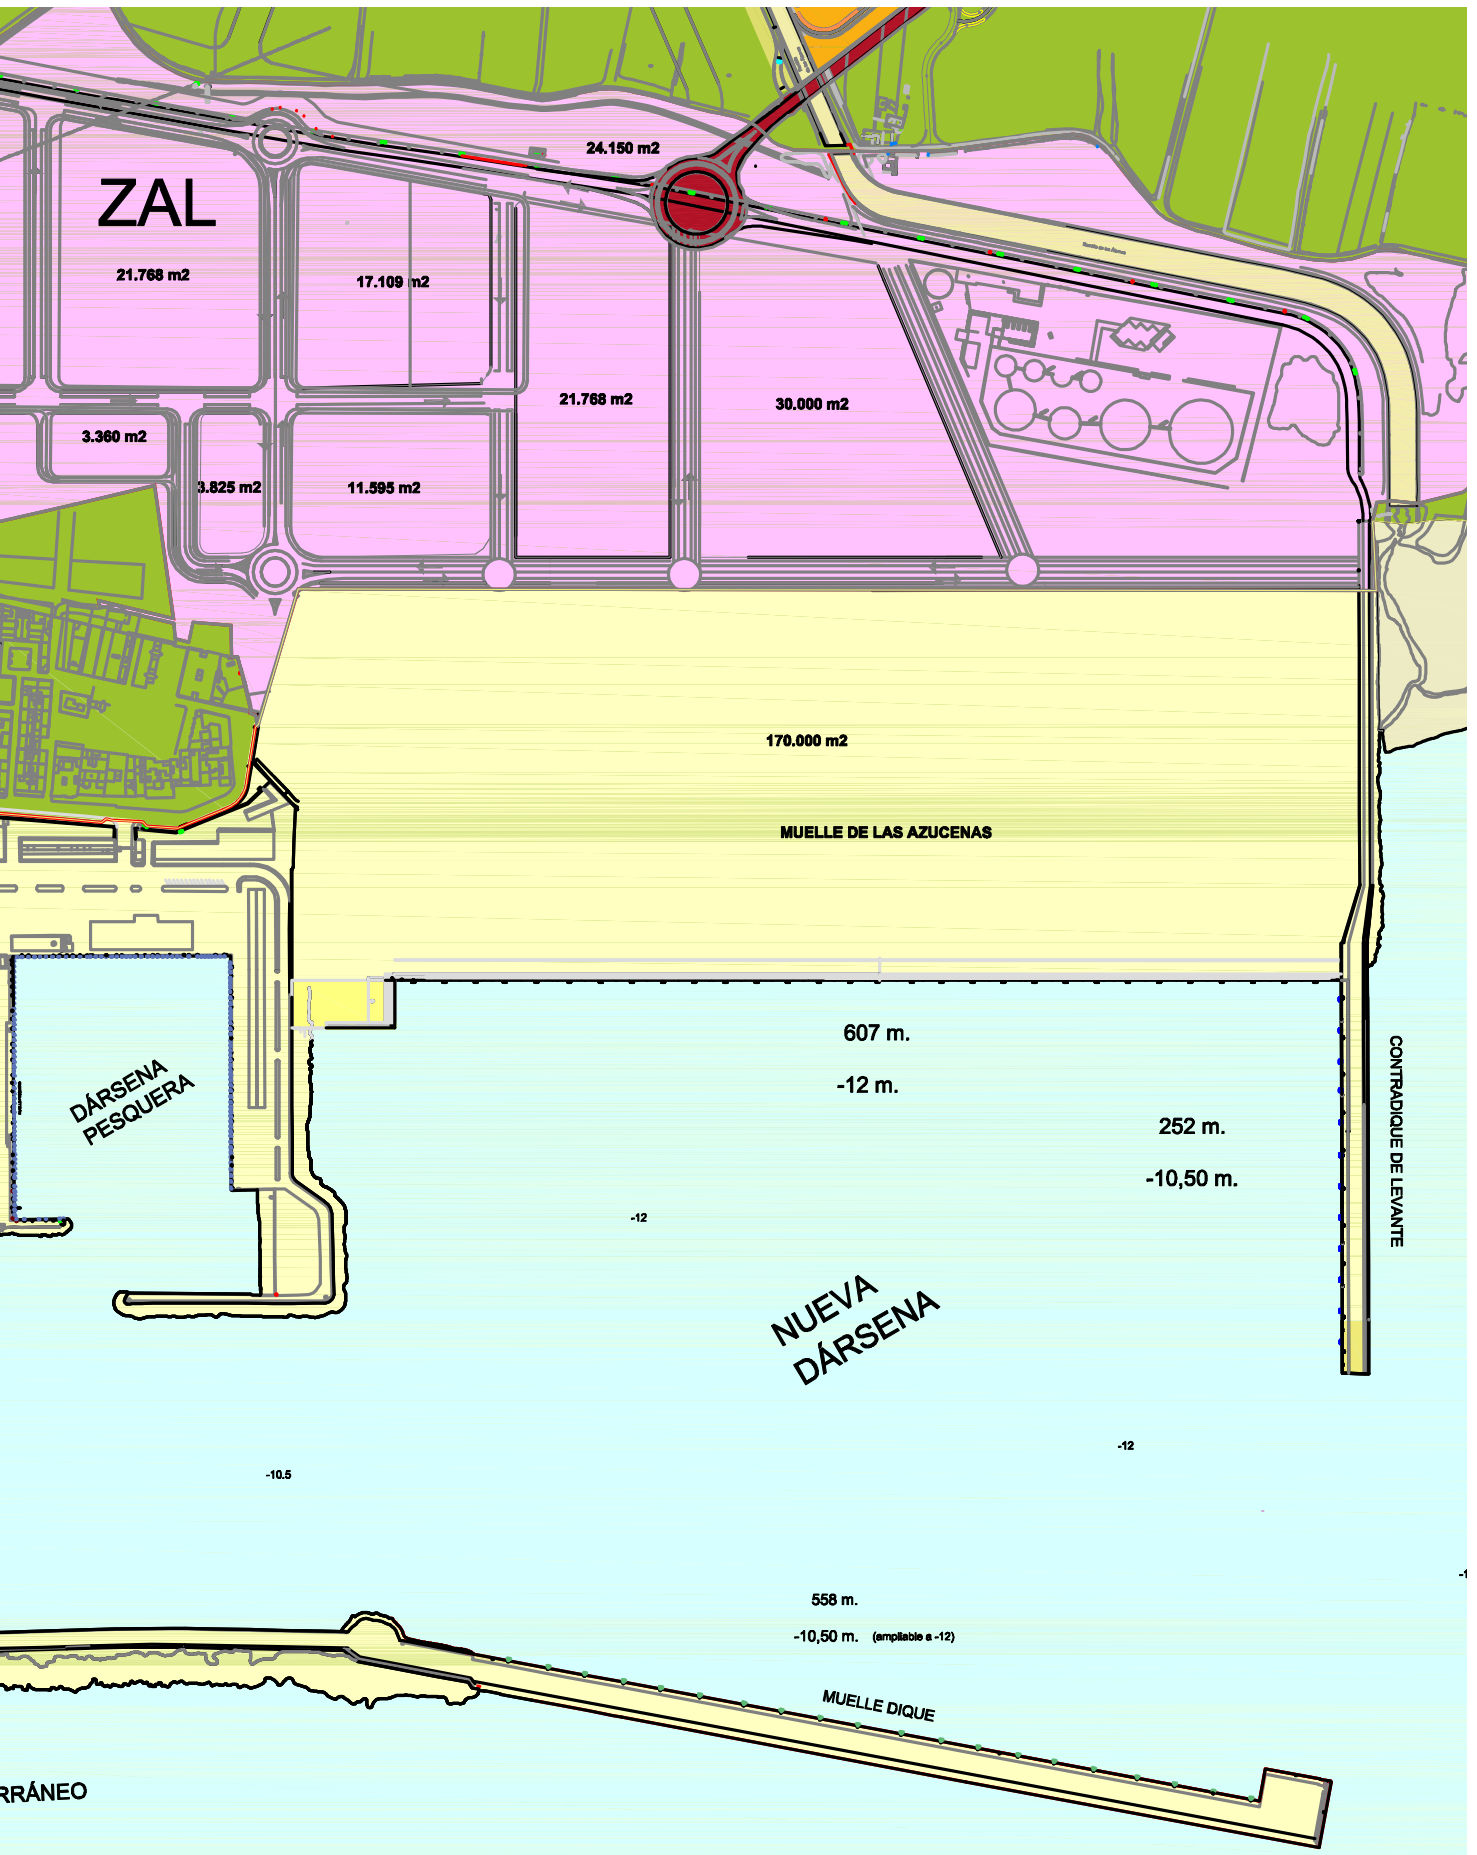 24.150 m2
ZAL
21.768 m2
17.109 m2
21.768 m2
30.000 m2
3.360 m2
3.825 m2
11.595 m2
170.000 m2
MUELLE DE LAS AZUCENAS
607 m.
-12 m.
252 m.
-10,50 m.
CONTRADIQUE DE LEVANTE
DÁRSENA
PESQUERA
-12
NUEVA
DÁRSENA
-12
-10.5
558 m.
-10,50 m. (ampliable a -12)
MUELLE DIQUE
RRÁNEO